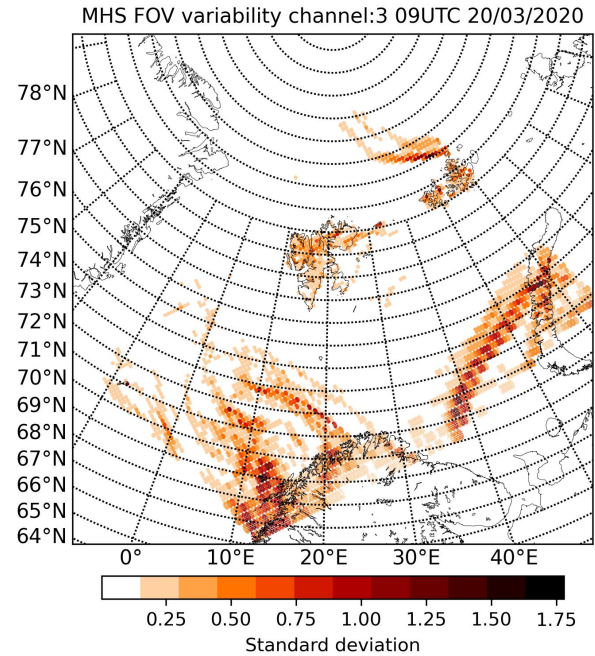 MHS FOV variability channel:3 09UTC 20/03/2020
78°N
77°N
76°N
75°N
74°N
73°N
72°N
71°N
70°N
69°N
68°N
67°N
66°N
65°N
64°N
0° 10°E 20°E 30°E 40°E
0.25 0.50 0.75 1.00 1.25 1.50 1.75
Standard deviation